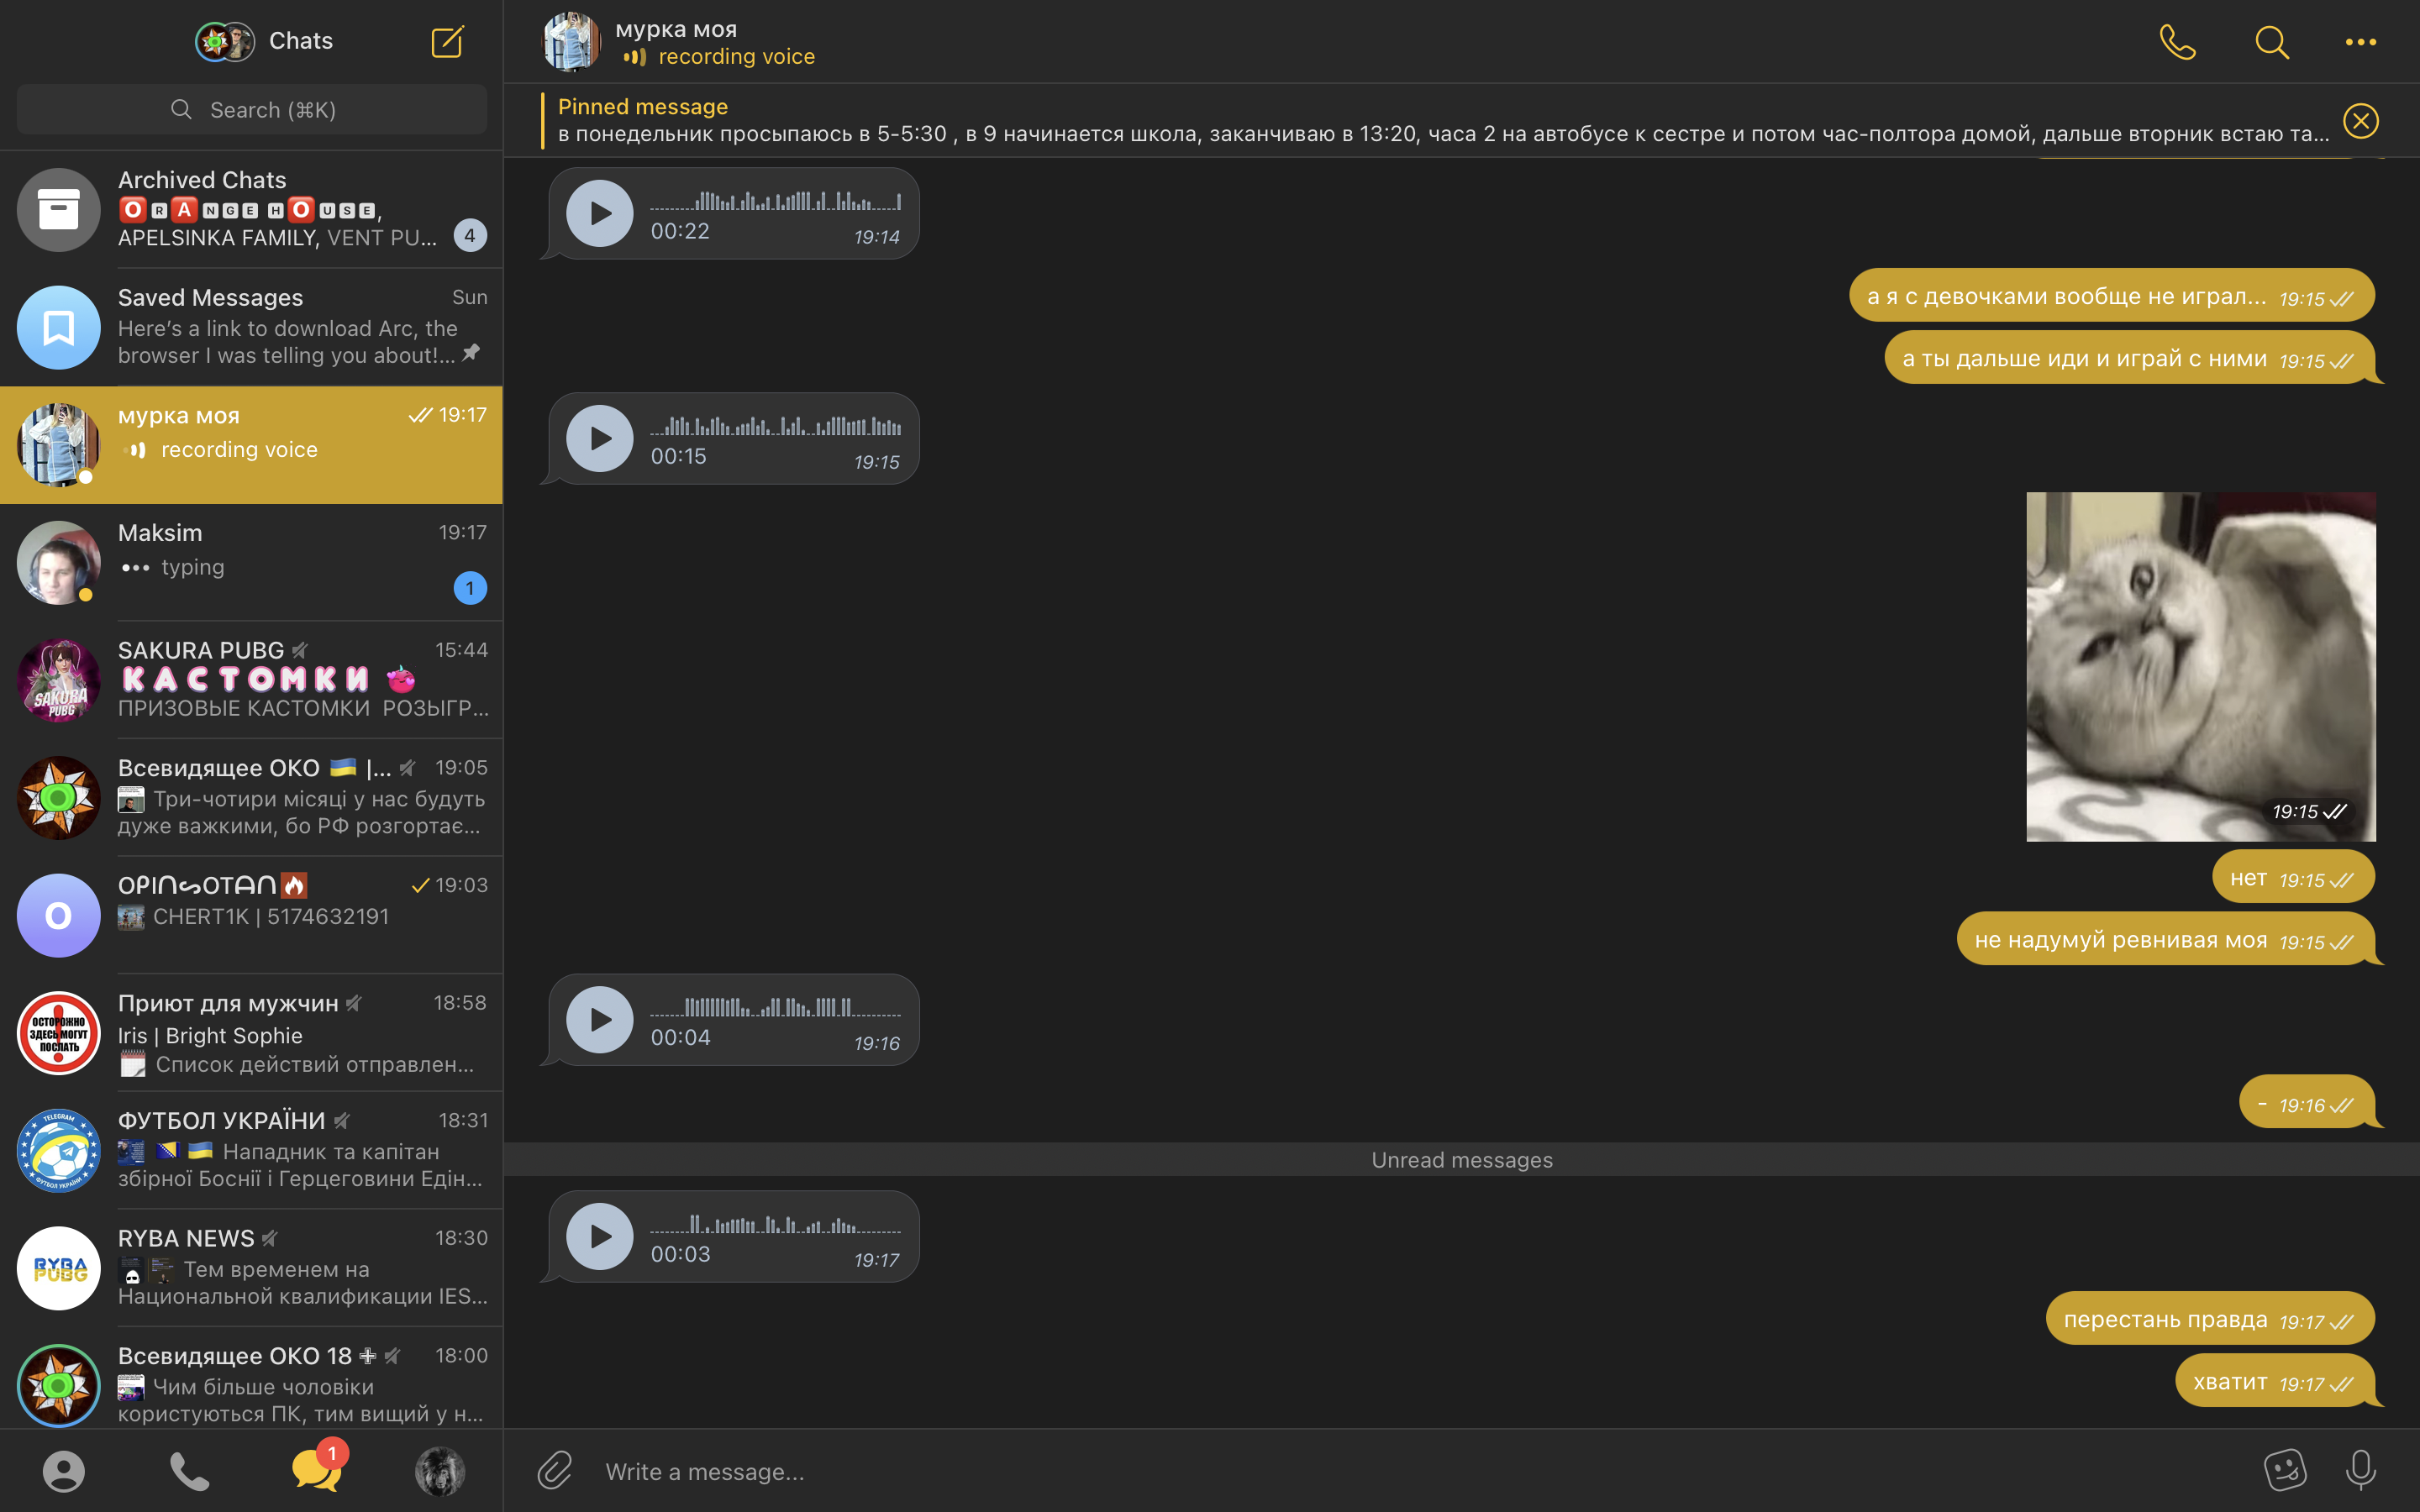 Chats
Search (⌘K)
Archived Chats
🅾🆁🅰🅽🅶🅴 🅷🅾🆄🆂🅴,
APELSINKA FAMILY, VENT PU...
4
Saved Messages
Sun
Here's a link to download Arc, the
browser I was telling you about!...
мурка моя
19:17
recording voice
Maksim
19:17
typing
1
SAKURA PUBG
15:44
КАСТОМКИ
ПРИЗОВЫЕ КАСТОМКИ РОЗЫГР...
Всевидящее ОКО 🇺🇦 |...
19:05
Три-чотири місяці у нас будуть
дуже важкими, бо РФ розгортає...
O
19:03
CHERT1K | 5174632191
ОСТОРОЖНО
ЗДЕСЬ МОГУТ
ПОСЛАТЬ
Приют для мужчин
18:58
Iris | Bright Sophie
🗓 Список действий отправлен...
TELEGRAM
ФУТБОЛ УКРАЇНИ
ФУТБОЛ УКРАЇНИ
18:31
🇧🇦 🇺🇦 Нападник та капітан
збірної Боснії і Герцеговини Едін...
RYBA
PUBG
RYBA NEWS
18:30
Тем временем на
Национальной квалификации IES...
Всевидящее ОКО 18 ➕
18:00
Чим більше чоловіки
користуються ПК, тим вищий у н...
1
мурка моя
recording voice
Pinned message
в понедельник просыпаюсь в 5-5:30 , в 9 начинается школа, заканчиваю в 13:20, часа 2 на автобусе к сестре и потом час-полтора домой, дальше вторник встаю та...
00:22
19:14
а я с девочками вообще не играл... 19:15
а ты дальше иди и играй с ними 19:15
00:15
19:15
19:15
нет 19:15
не надумуй ревнивая моя 19:15
00:04
19:16
- 19:16
Unread messages
00:03
19:17
перестань правда 19:17
хватит 19:17
Write a message...